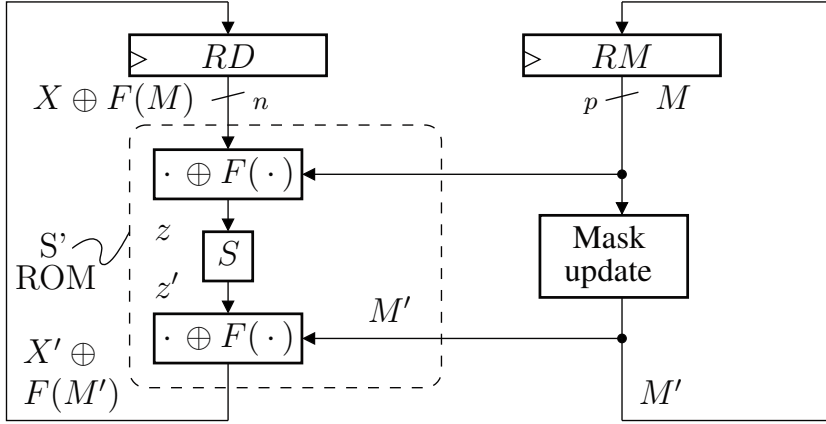 RD
RM
X ⊕ F(M)
n
p
M
· ⊕ F(·)
z
S
S'
ROM
z'
Mask
update
· ⊕ F(·)
M'
X' ⊕
F(M')
M'